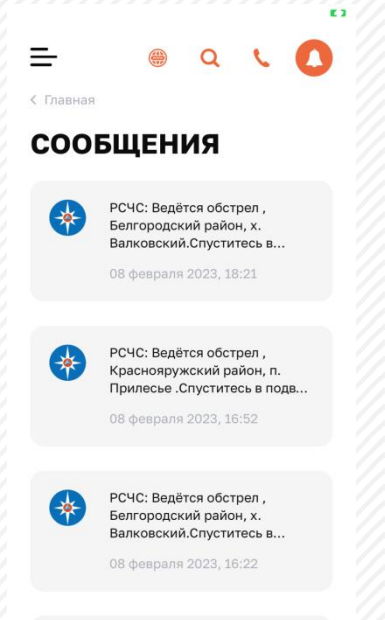 Главная
СООБЩЕНИЯ
РСЧС: Ведётся обстрел ,
Белгородский район, х.
Валковский.Спуститесь в...
08 февраля 2023, 18:21
РСЧС: Ведётся обстрел ,
Краснояружский район, п.
Прилесье .Спуститесь в подв...
08 февраля 2023, 16:52
РСЧС: Ведётся обстрел ,
Белгородский район, х.
Валковский.Спуститесь в...
08 февраля 2023, 16:22